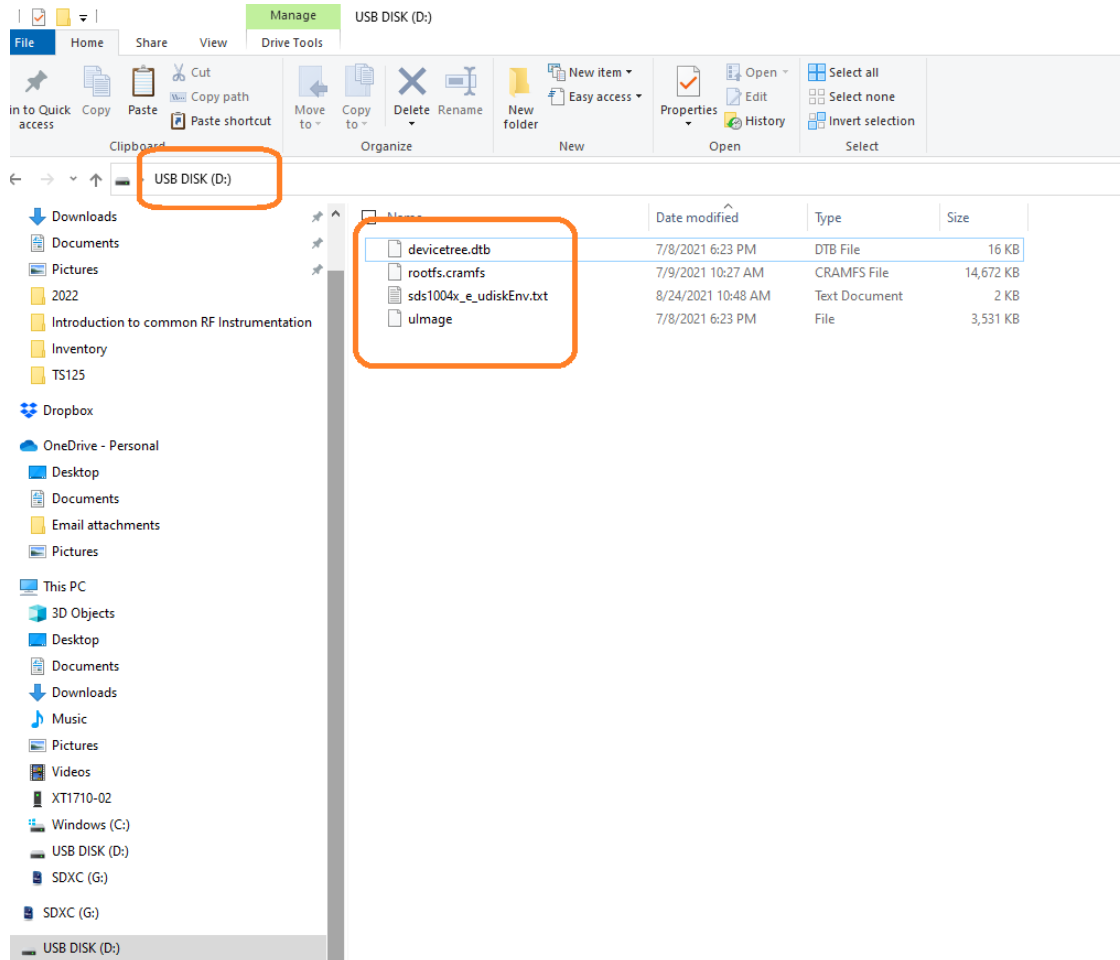 Manage
USB DISK (D:)
File
Home
Share
View
Drive Tools
in to Quick access
Copy
Paste
Cut
Copy path
Paste shortcut
Clipboard
Move to
Copy to
Delete
Rename
Organize
New folder
New item
Easy access
New
Properties
Open
Edit
History
Open
Select all
Select none
Invert selection
Select
USB DISK (D:)
Name
Date modified
Type
Size
devicetree.dtb 7/8/2021 6:23 PM DTB File 16 KB
rootfs.cramfs 7/9/2021 10:27 AM CRAMFS File 14,672 KB
sds1004x_e_udiskEnv.txt 8/24/2021 10:48 AM Text Document 2 KB
uImage 7/8/2021 6:23 PM File 3,531 KB
Downloads
Documents
Pictures
2022
Introduction to common RF Instrumentation
Inventory
TS125
Dropbox
OneDrive - Personal
Desktop
Documents
Email attachments
Pictures
This PC
3D Objects
Desktop
Documents
Downloads
Music
Pictures
Videos
XT1710-02
Windows (C:)
USB DISK (D:)
SDXC (G:)
SDXC (G:)
USB DISK (D:)